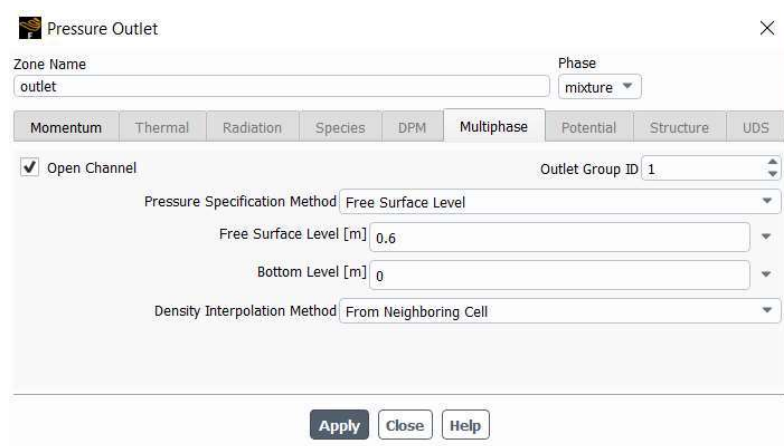 Pressure Outlet
Zone Name Phase
outlet mixture
Momentum Thermal Radiation Species DPM Multiphase Potential Structure UDS
Open Channel Outlet Group ID 1
Pressure Specification Method Free Surface Level
Free Surface Level [m] 0.6
Bottom Level [m] 0
Density Interpolation Method From Neighboring Cell
Apply Close Help